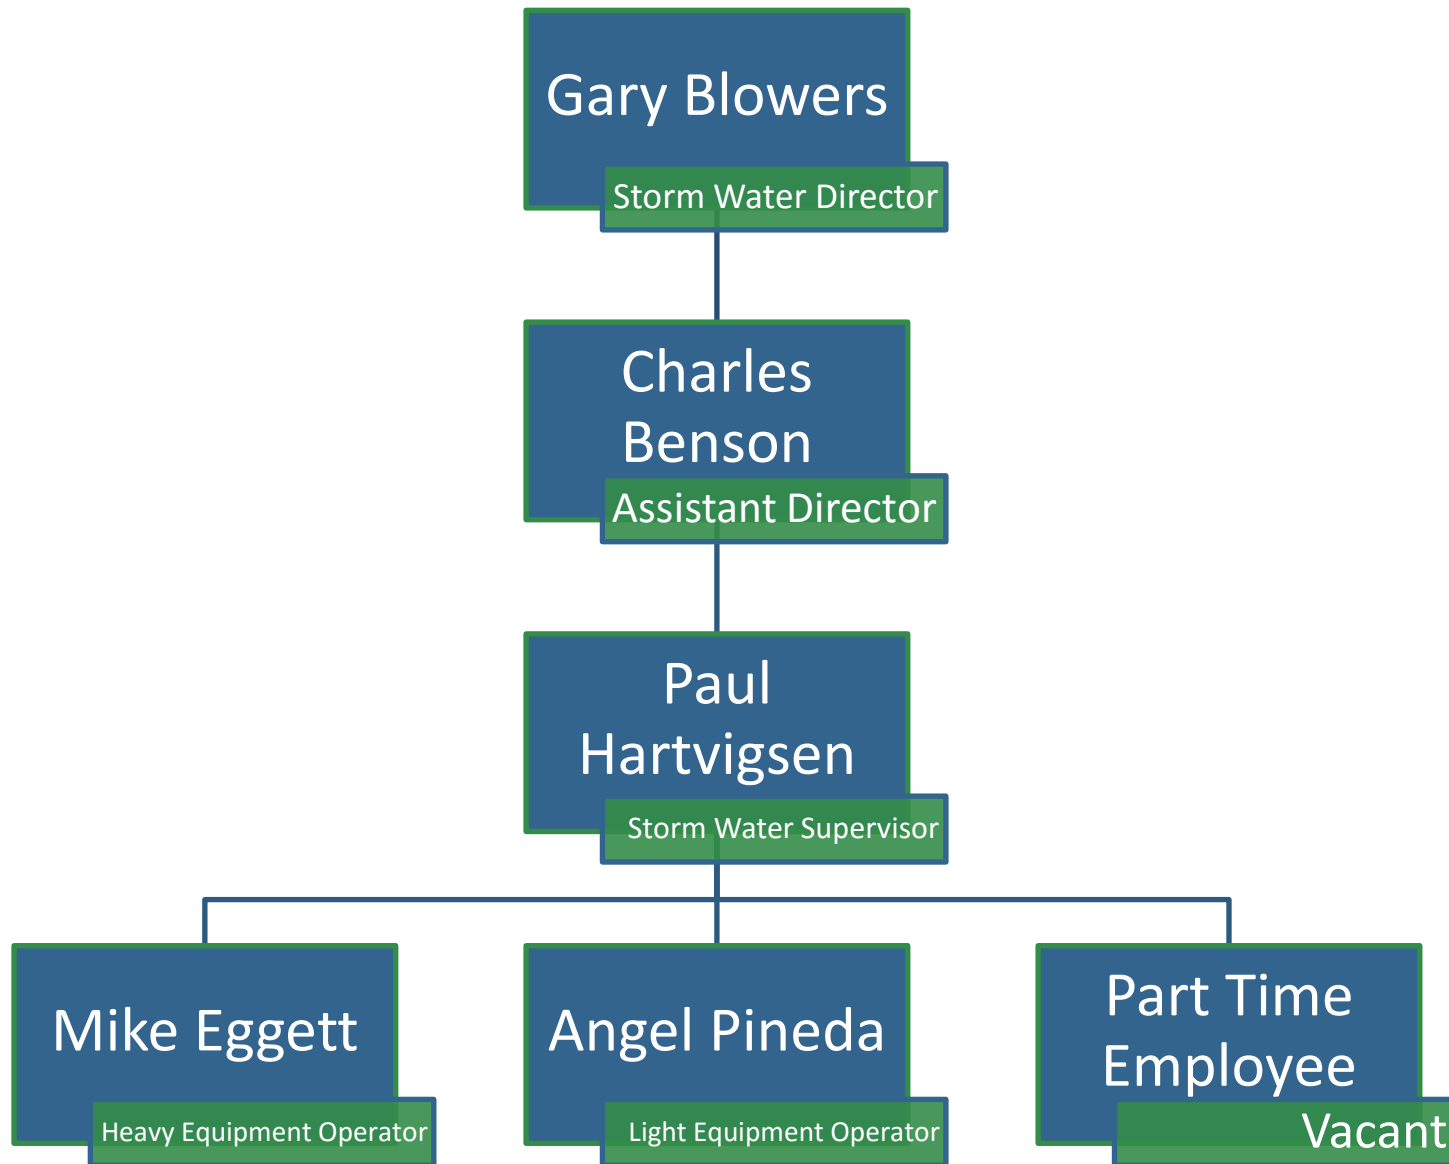 Gary Blowers
Storm Water Director
Charles
Benson
Assistant Director
Paul
Hartvigsen
Storm Water Supervisor
Mike Eggett
Heavy Equipment Operator
Angel Pineda
Light Equipment Operator
Part Time
Employee
Vacant